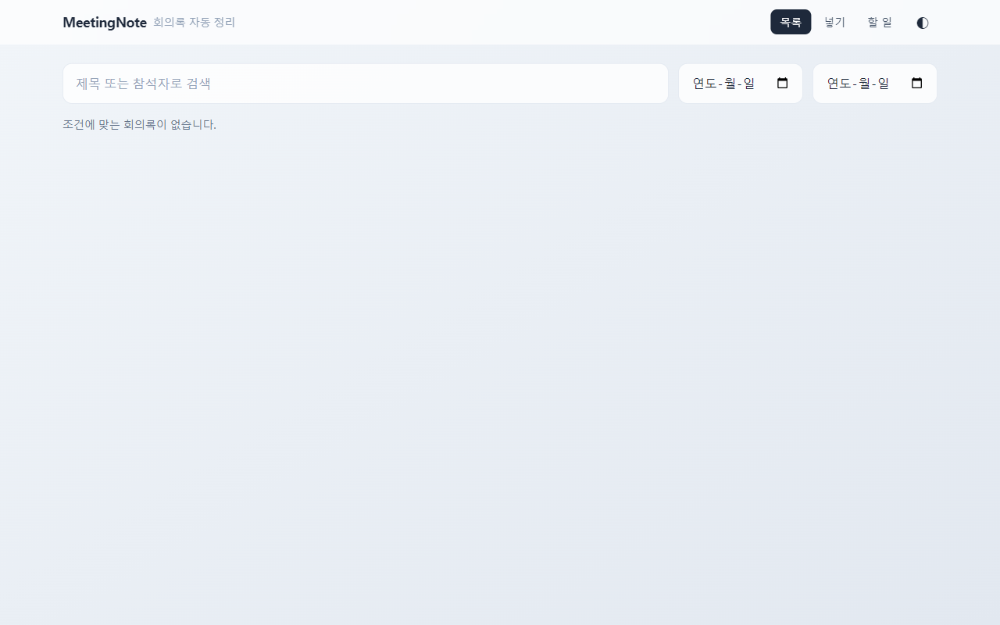 MeetingNote 회의록 자동 정리 목록 넣기 할 일
제목 또는 참석자로 검색 연도-월-일 연도-월-일
조건에 맞는 회의록이 없습니다.